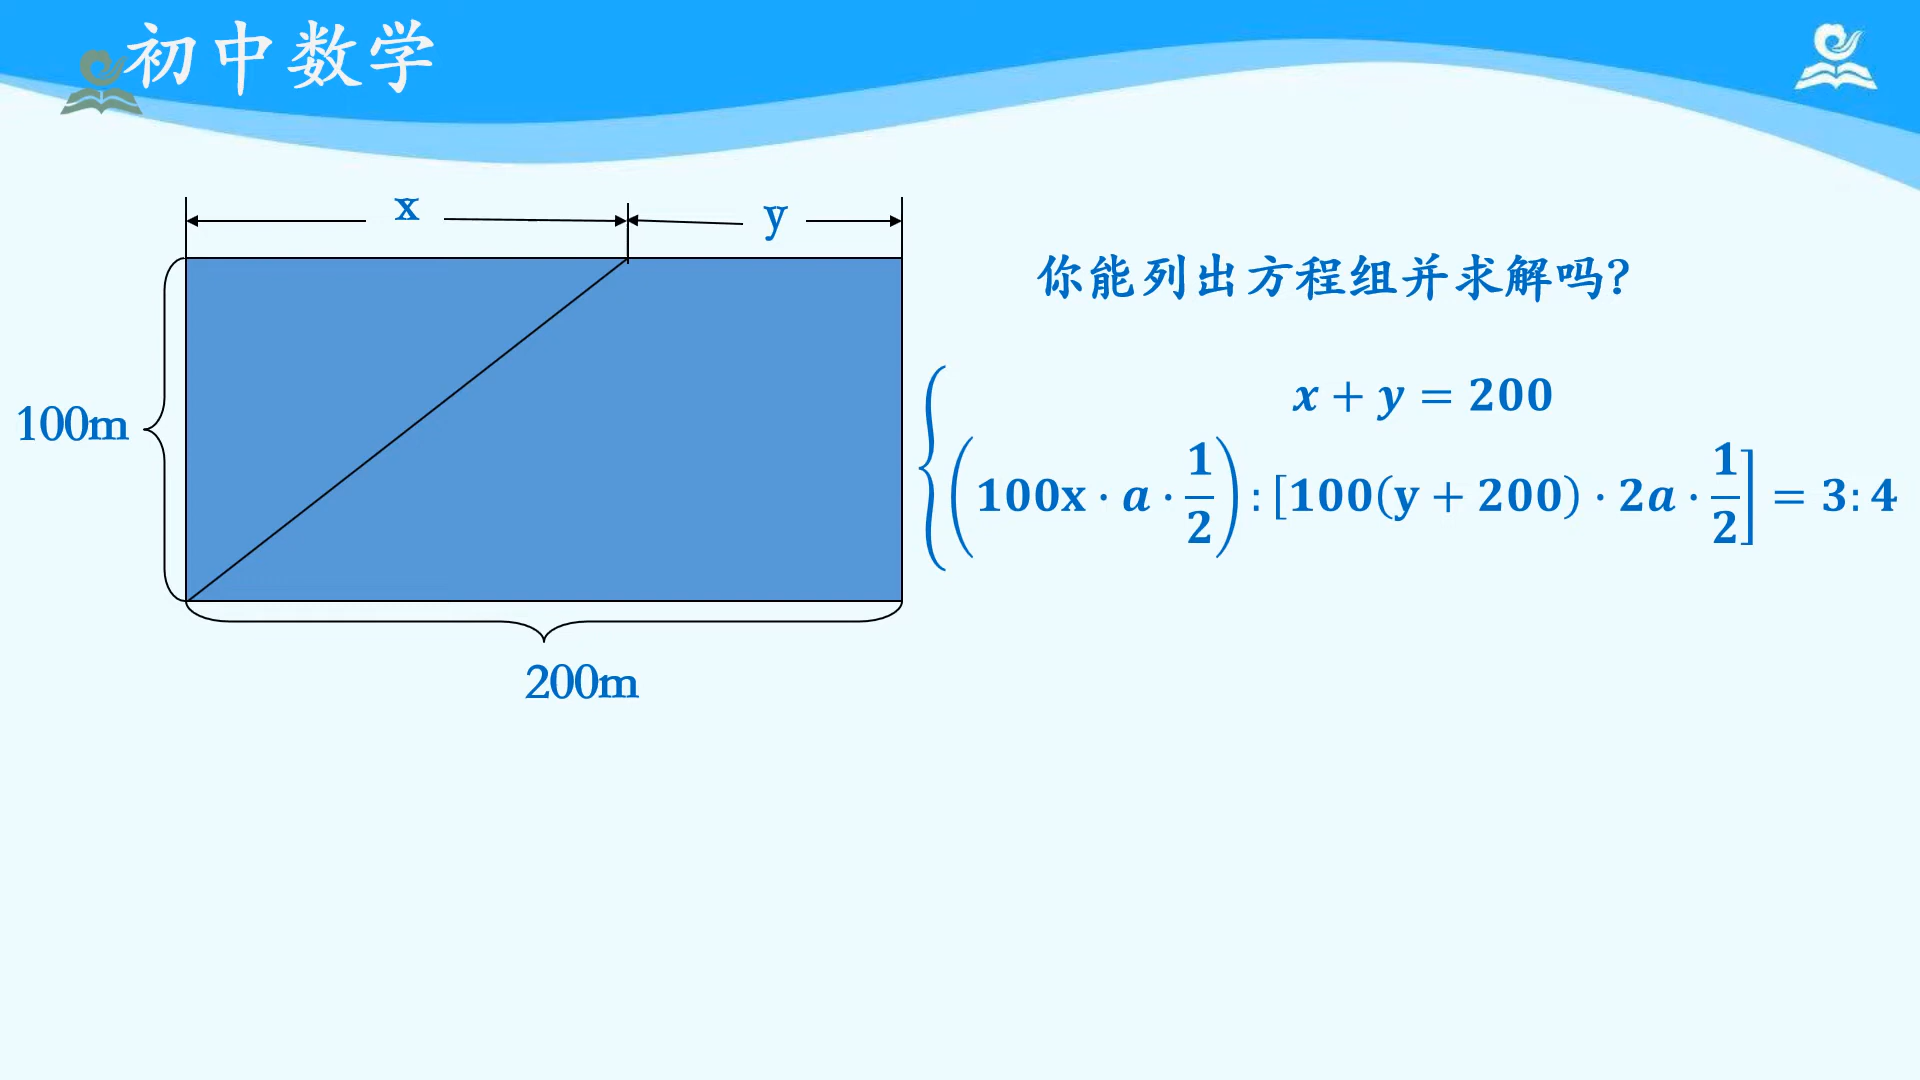 初中数学
x
y
你能列出方程组并求解吗?
x + y = 200
100m
(100x · a · 1/2) : [100(y + 200) · 2a · 1/2] = 3: 4
200m